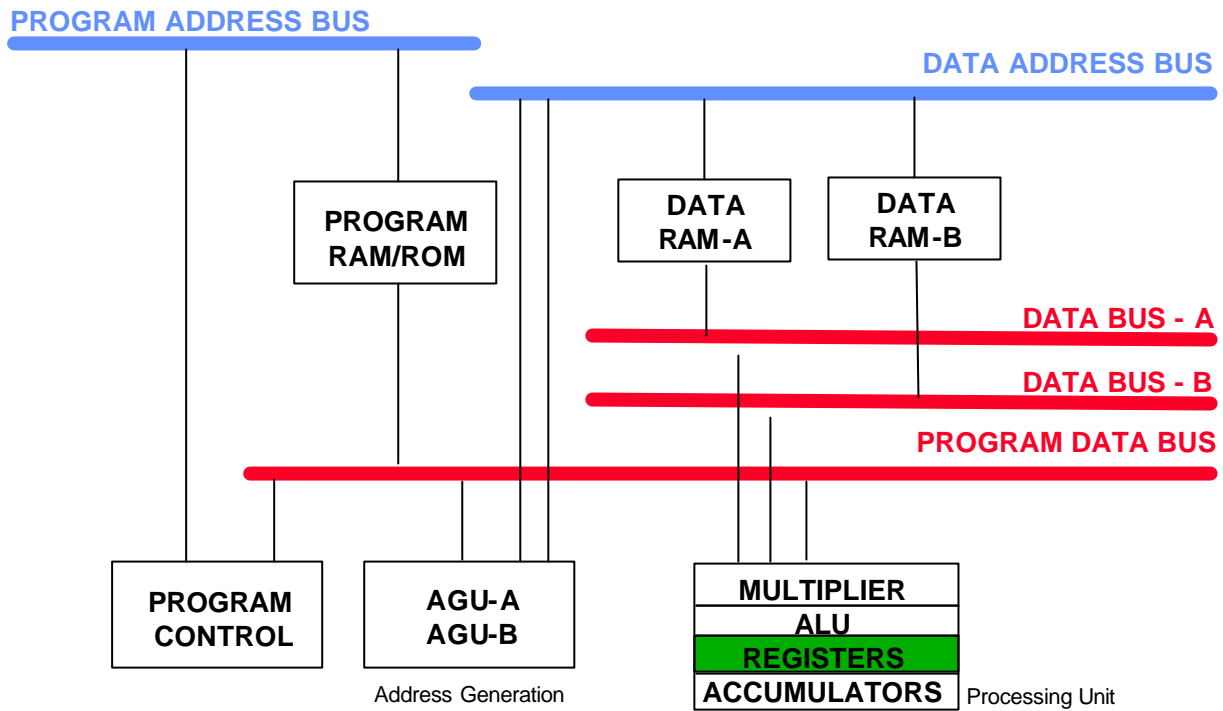 PROGRAM ADDRESS BUS
DATA ADDRESS BUS
PROGRAM
RAM/ROM
DATA
RAM-A
DATA
RAM-B
DATA BUS - A
DATA BUS - B
PROGRAM DATA BUS
PROGRAM
CONTROL
AGU-A
AGU-B
Address Generation
MULTIPLIER
ALU
REGISTERS
ACCUMULATORS
Processing Unit